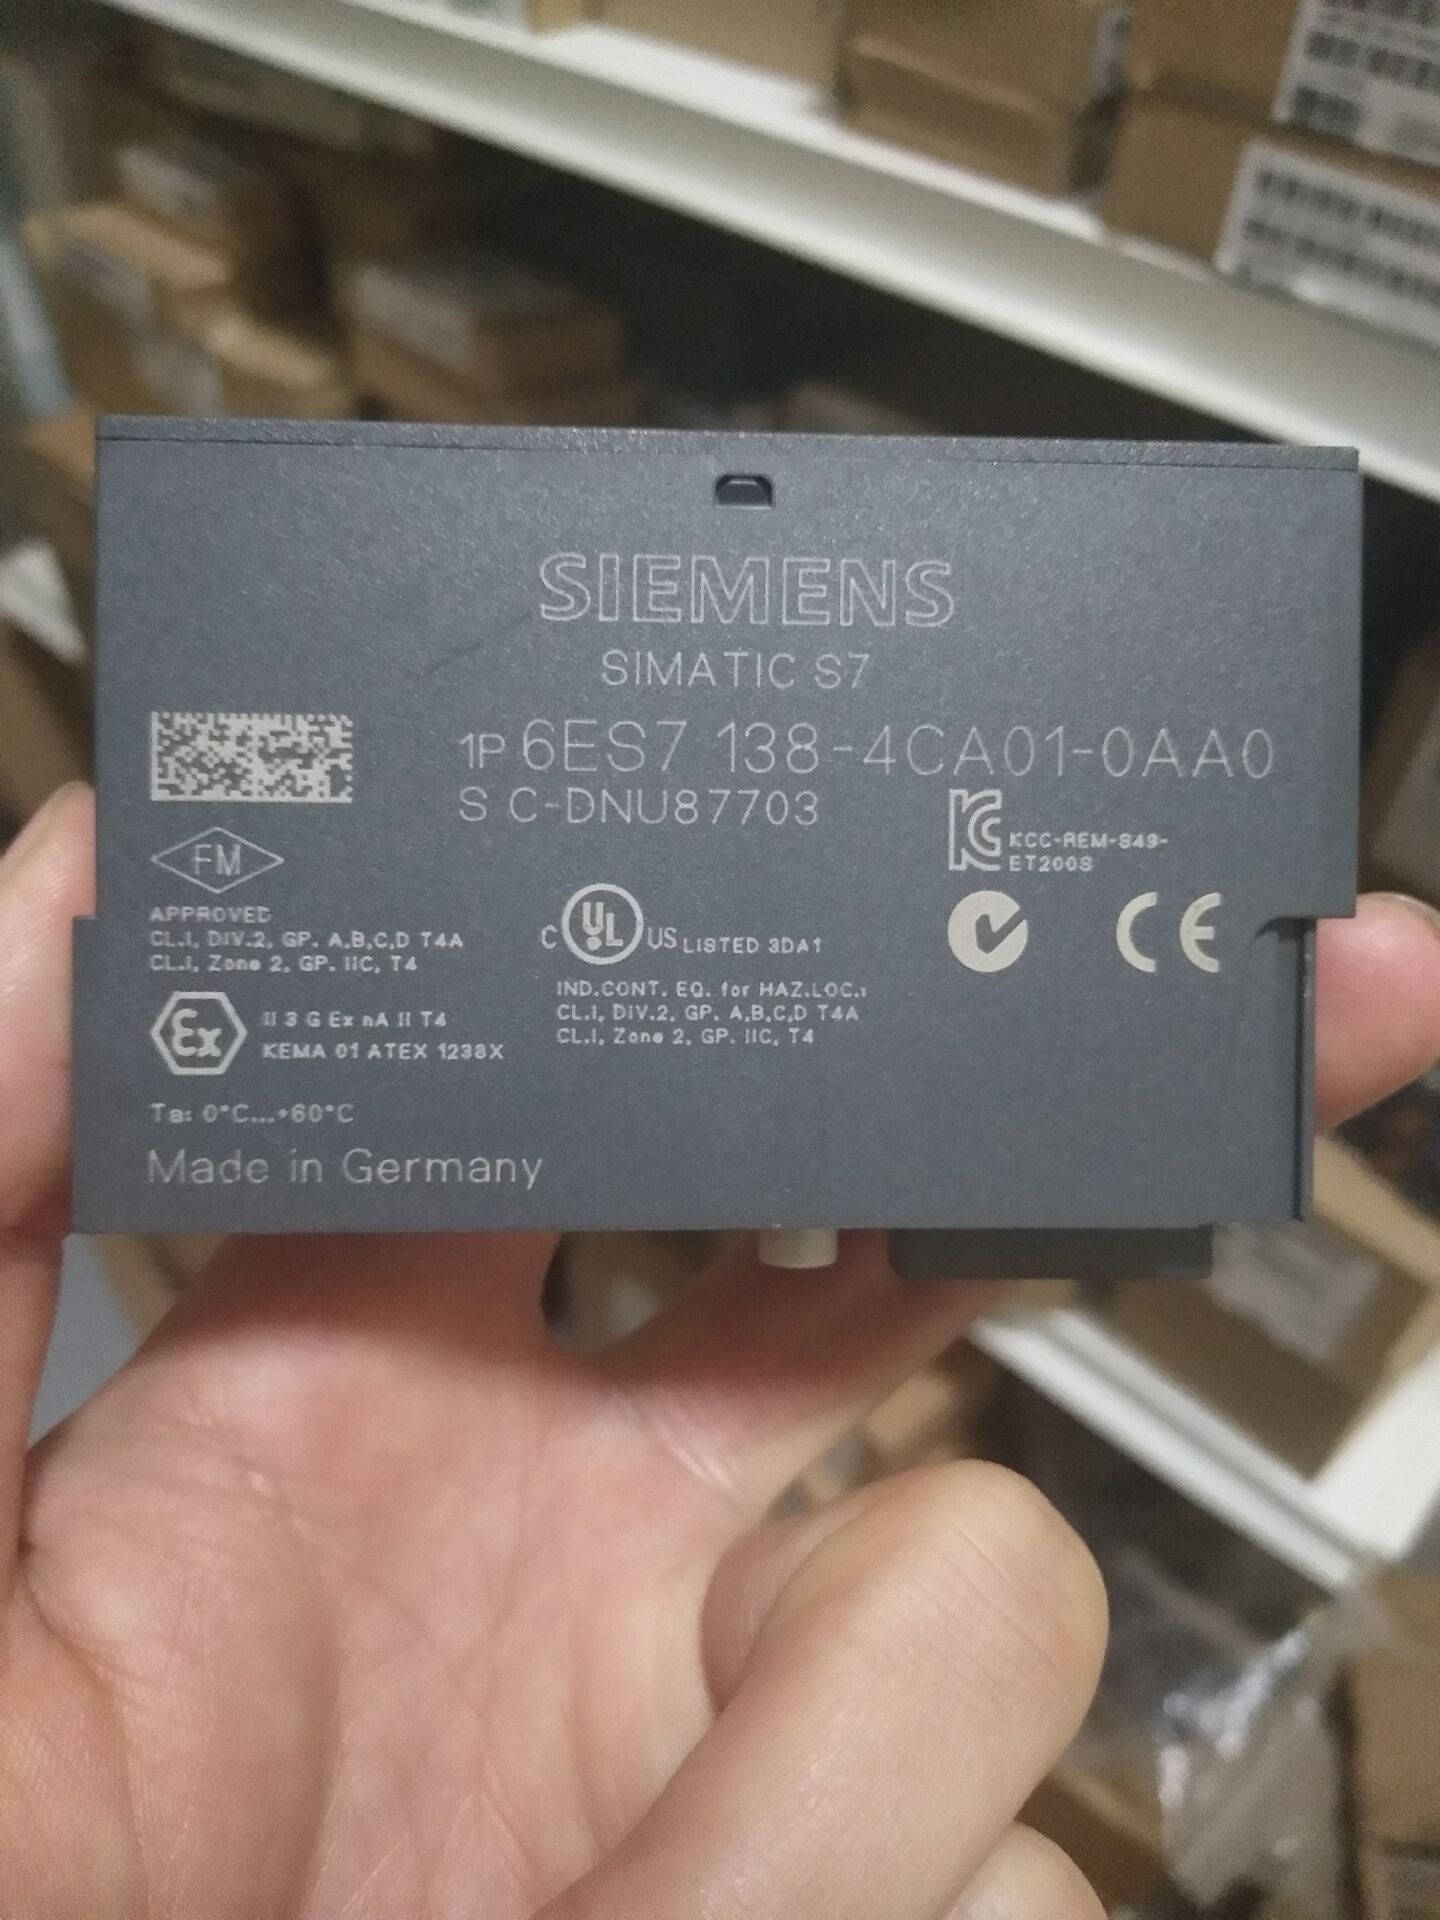 SIEMENS
SIMATIC S7
1P 6ES7 138-4CA01-0AA0
S C-DNU87703
KCC-REM-S49-
ET200S
FM
APPROVED
CL.I, DIV.2, GP. A,B,C,D T4A
CL.I, Zone 2, GP. IIC, T4
C UL US LISTED 3DA1
IND.CONT. EQ. for HAZ.LOC.:
CL.I, DIV.2, GP. A,B,C,D T4A
CL.I, Zone 2, GP. IIC, T4
CE
Ex II 3 G Ex nA II T4
KEMA 01 ATEX 1238X
Ta: 0°C...+60°C
Made in Germany